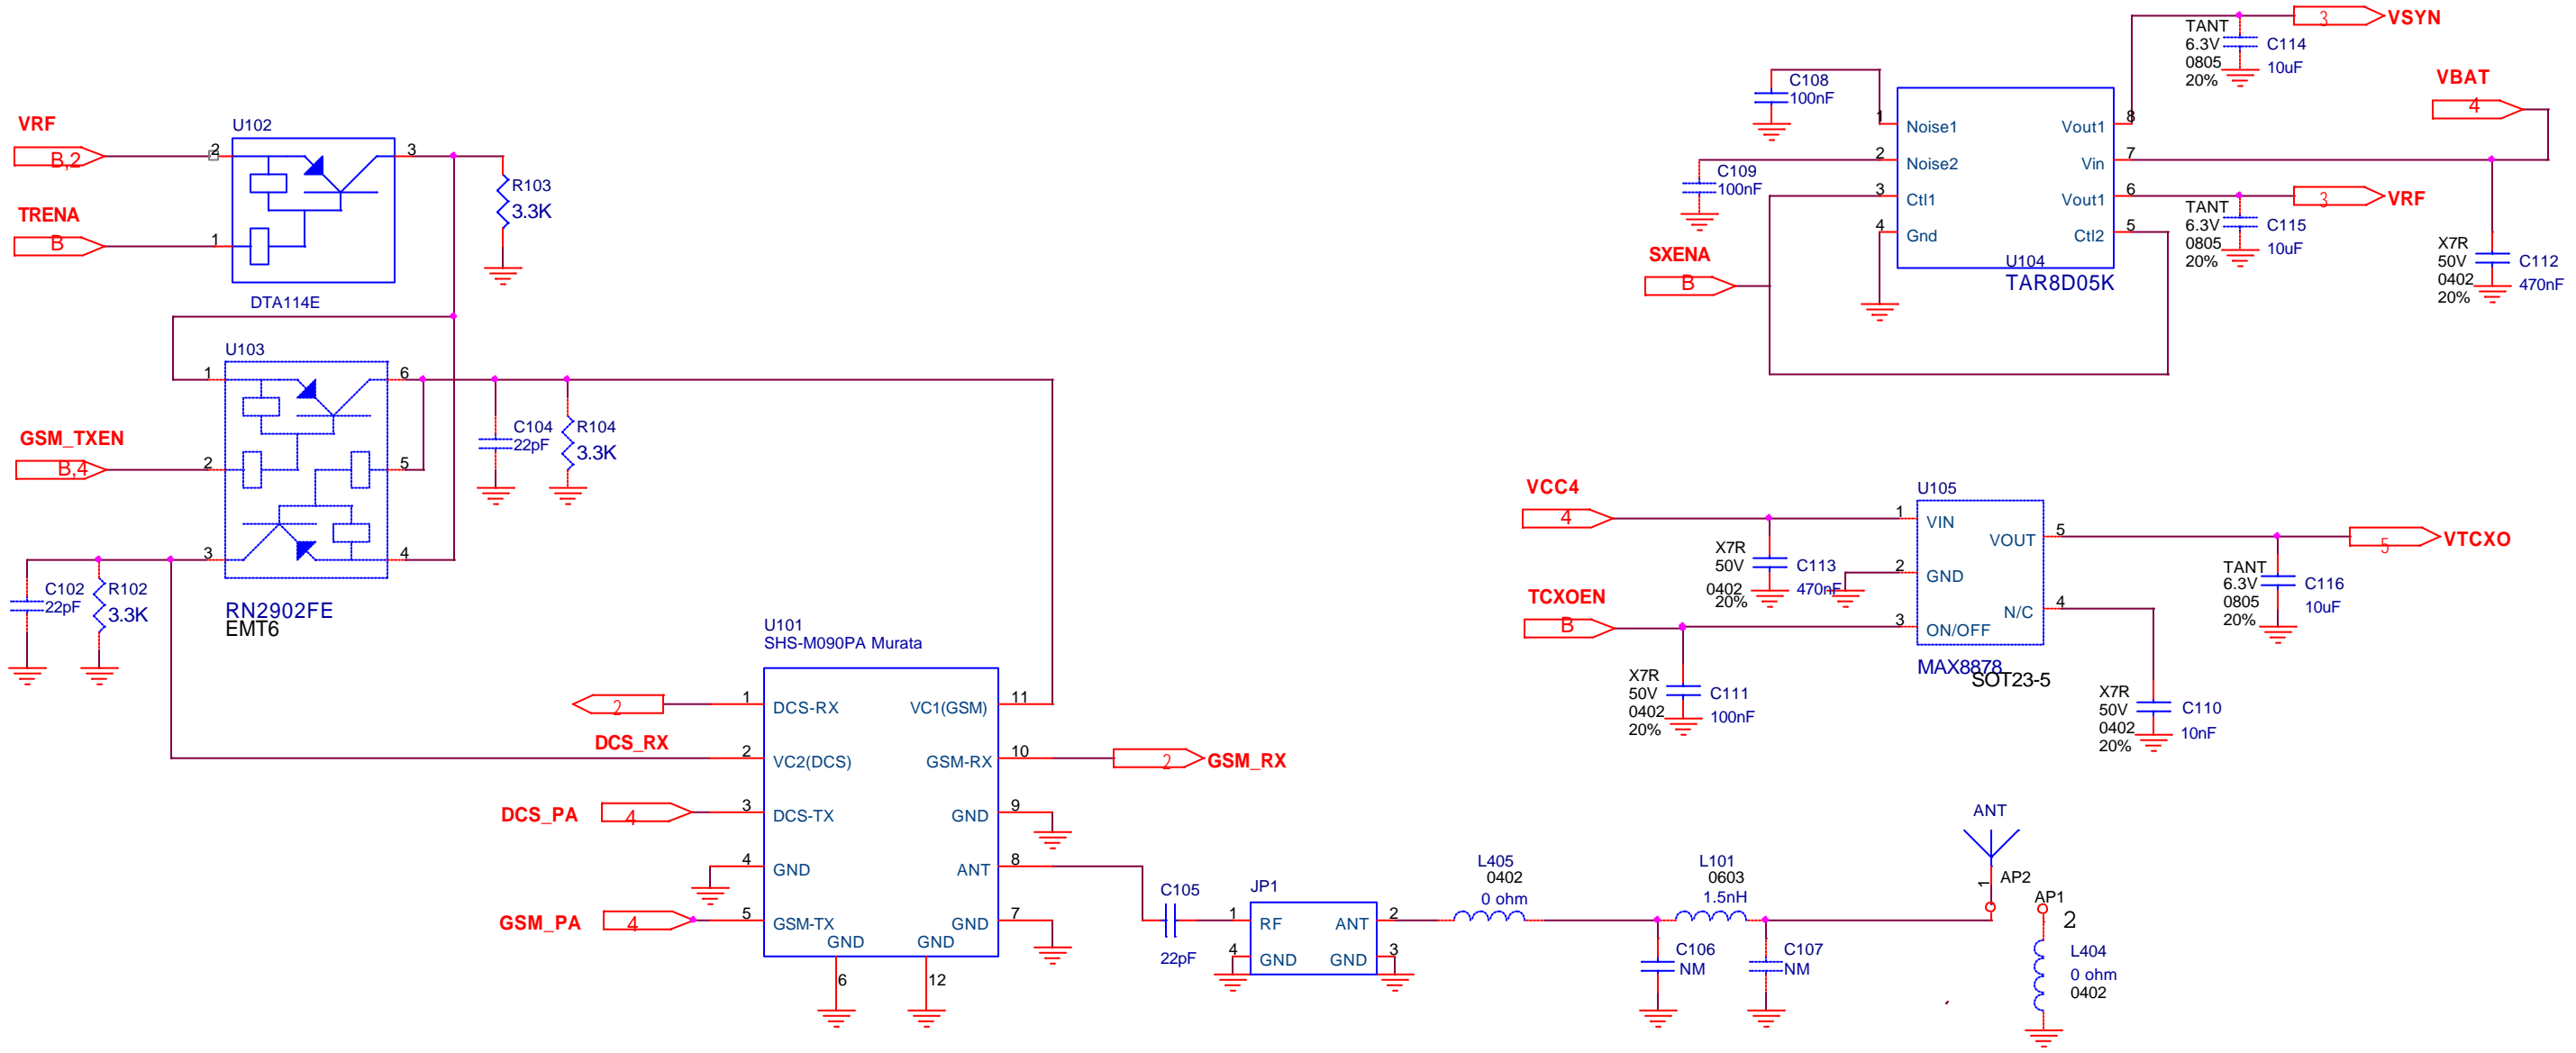 VRF
B,2
TRENA
B
U102
2
3
1
DTA114E
R103
3.3K
U103
1
6
GSM_TXEN
B,4
2
5
3
4
C104
22pF
R104
3.3K
C102
22pF
R102
3.3K
RN2902FE
EMT6
U101
SHS-M090PA Murata
1
DCS-RX
VC1(GSM)
11
2
DCS_RX
2
VC2(DCS)
GSM-RX
10
2
GSM_RX
DCS_PA
4
3
DCS-TX
GND
9
4
GND
ANT
8
GSM_PA
4
5
GSM-TX
GND
7
GND
GND
6
12
C105
22pF
JP1
1
RF
ANT
2
4
GND
GND
3
L405
0402
0 ohm
L101
0603
1.5nH
C106
NM
C107
NM
ANT
1
AP2
AP1
2
L404
0 ohm
0402
C108
100nF
C109
100nF
SXENA
B
1
Noise1
2
Noise2
3
Ctl1
4
Gnd
Vout1
8
Vin
7
Vout1
6
Ctl2
5
U104
TAR8D05K
TANT
6.3V
0805
20%
C114
10uF
3
VSYN
VBAT
4
TANT
6.3V
0805
20%
C115
10uF
3
VRF
X7R
50V
0402
20%
C112
470nF
VCC4
4
X7R
50V
0402
20%
C113
470nF
TCXOEN
B
X7R
50V
0402
20%
C111
100nF
U105
1
VIN
2
GND
3
ON/OFF
VOUT
5
N/C
4
MAX8878
SOT23-5
TANT
6.3V
0805
20%
C116
10uF
5
VTCXO
X7R
50V
0402
20%
C110
10nF